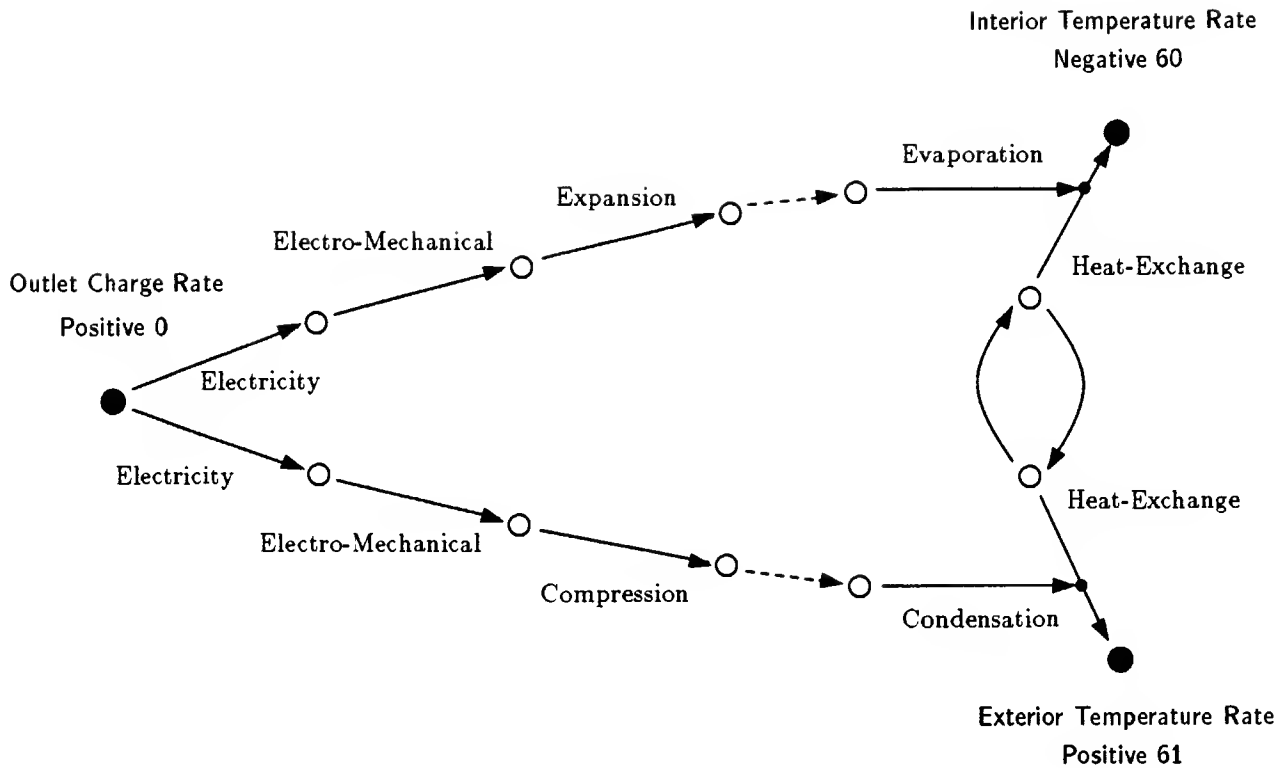 Interior Temperature Rate
Negative 60
Evaporation
Expansion
Electro-Mechanical
Heat-Exchange
Outlet Charge Rate
Positive 0
Electricity
Electricity
Heat-Exchange
Electro-Mechanical
Compression
Condensation
Exterior Temperature Rate
Positive 61